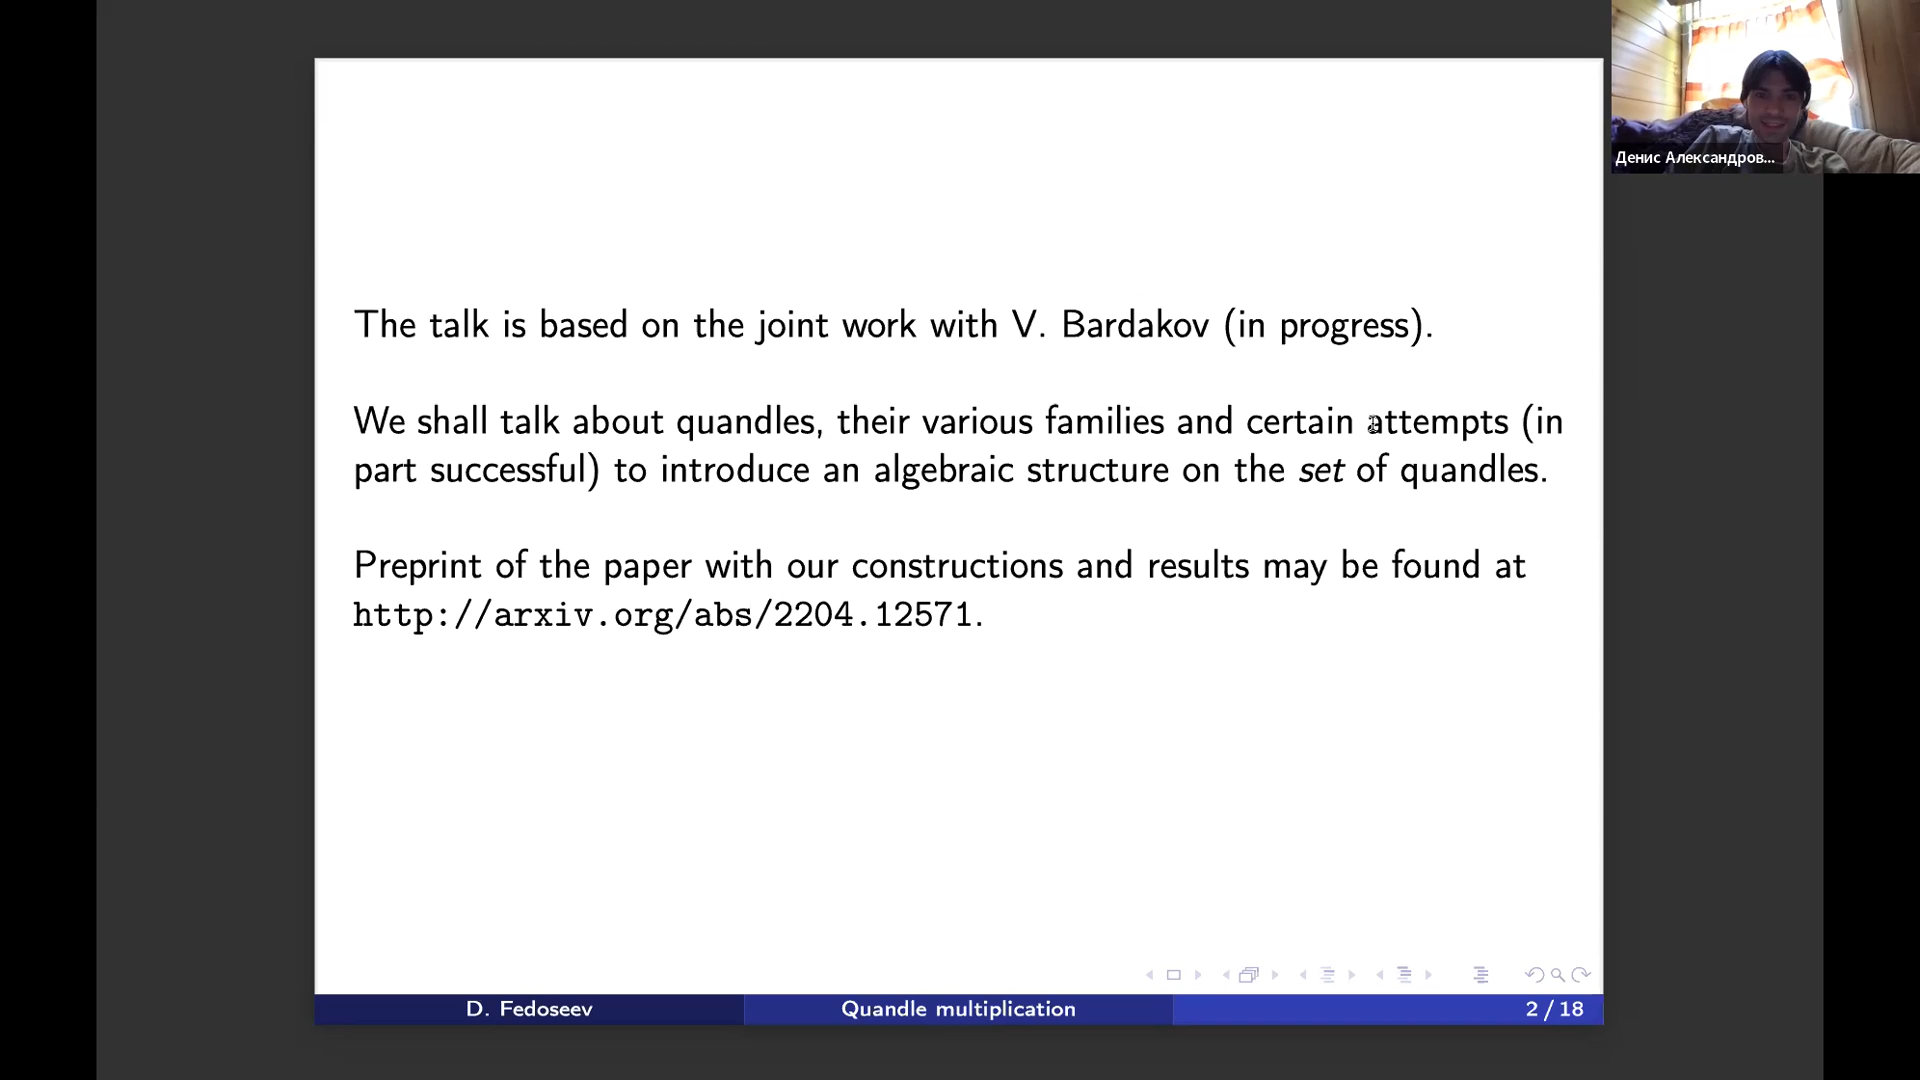 The talk is based on the joint work with V. Bardakov (in progress).
We shall talk about quandles, their various families and certain attempts (in
part successful) to introduce an algebraic structure on the set of quandles.
Preprint of the paper with our constructions and results may be found at
http://arxiv.org/abs/2204.12571.
D. Fedoseev
Quandle multiplication
2 / 18
Денис Александров...